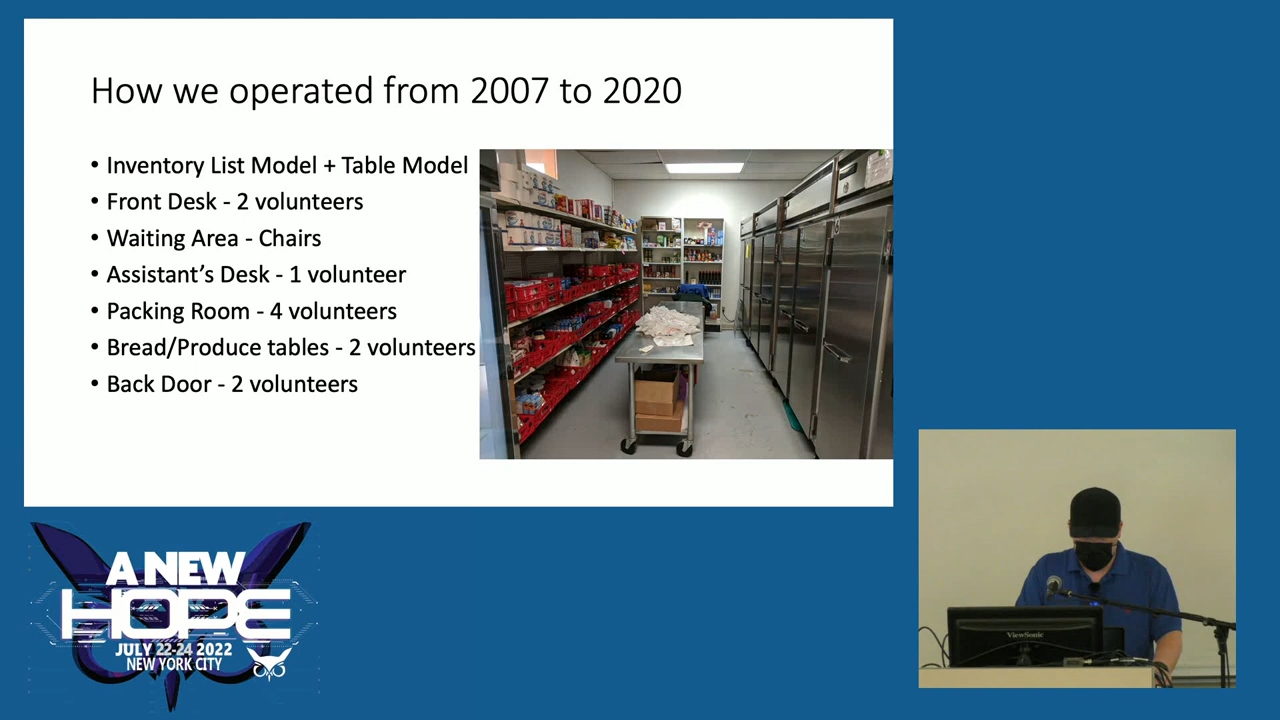 How we operated from 2007 to 2020
• Inventory List Model + Table Model
• Front Desk - 2 volunteers
• Waiting Area - Chairs
• Assistant's Desk - 1 volunteer
• Packing Room - 4 volunteers
• Bread/Produce tables - 2 volunteers
• Back Door - 2 volunteers
A NEW
HOPE
JULY 22-24 2022
NEW YORK CITY
ViewSonic